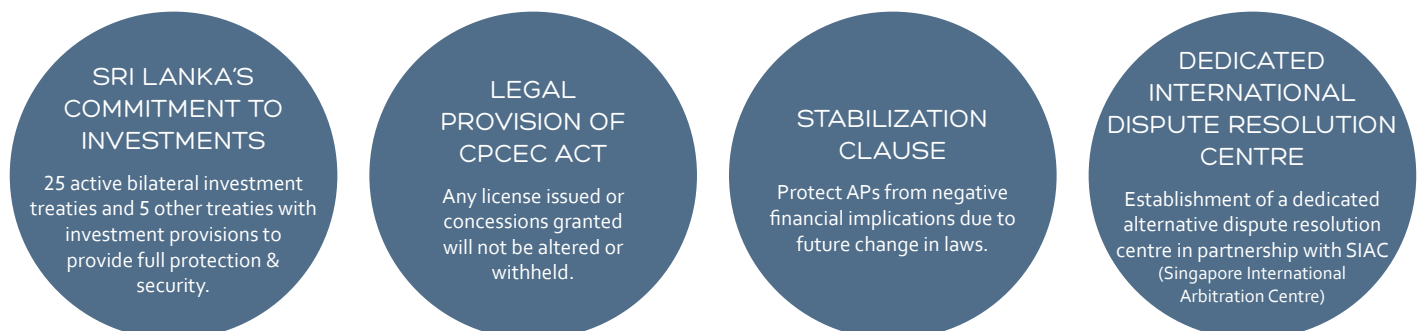 SRI LANKA'S
COMMITMENT TO
INVESTMENTS
25 active bilateral investment
treaties and 5 other treaties with
investment provisions to
provide full protection &
security.
LEGAL
PROVISION OF
CPCEC ACT
Any license issued or
concessions granted
will not be altered or
withheld.
STABILIZATION
CLAUSE
Protect APs from negative
financial implications due to
future change in laws.
DEDICATED
INTERNATIONAL
DISPUTE RESOLUTION
CENTRE
Establishment of a dedicated
alternative dispute resolution
centre in partnership with SIAC
(Singapore International
Arbitration Centre)